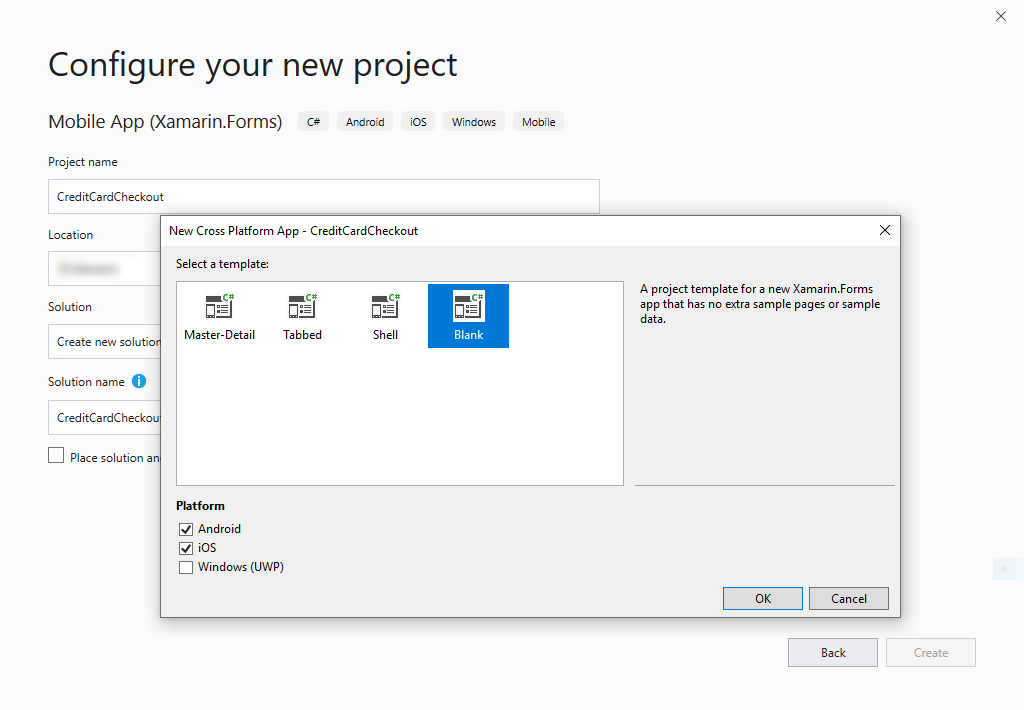 Configure your new project
Mobile App (Xamarin.Forms) C# Android iOS Windows Mobile
Project name
CreditCardCheckout
Location
Solution
Create new solution
Solution name
CreditCardCheckou
Place solution an
New Cross Platform App - CreditCardCheckout
Select a template:
C# C# C# C#
Master-Detail Tabbed Shell Blank
A project template for a new Xamarin.Forms
app that has no extra sample pages or sample
data.
Platform
Android
iOS
Windows (UWP)
OK Cancel
Back Create